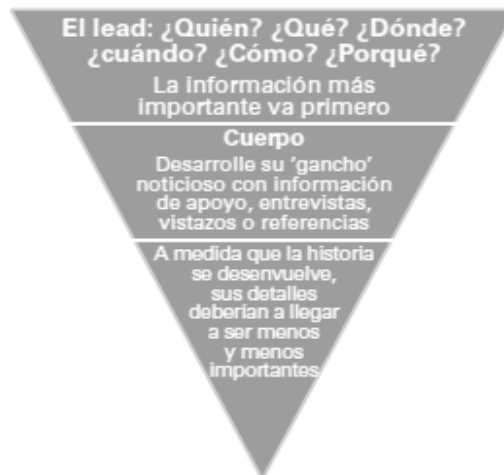 El lead: ¿Quién? ¿Qué? ¿Dónde?
¿cuándo? ¿Cómo? ¿Porqué?
La información más
importante va primero
Cuerpo
Desarrolle su ‘gancho’
noticioso con información
de apoyo, entrevistas,
vistazos o referencias
A medida que la historia
se desenvuelve,
sus detalles
deberían a llegar
a ser menos
y menos
importantes